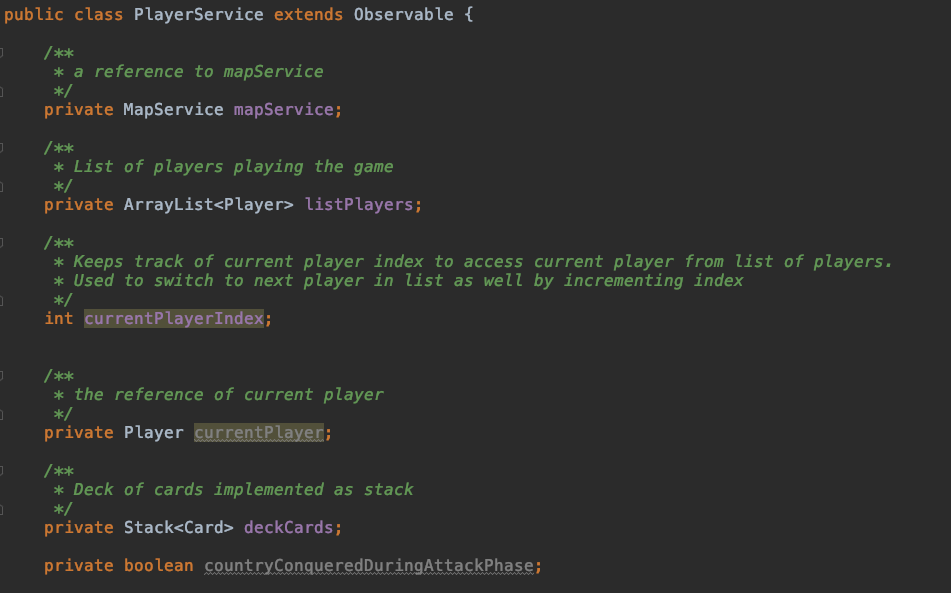 public class PlayerService extends Observable {
/**
* a reference to mapService
*/
private MapService mapService;
/**
* List of players playing the game
*/
private ArrayList<Player> listPlayers;
/**
* Keeps track of current player index to access current player from list of players.
* Used to switch to next player in list as well by incrementing index
*/
int currentPlayerIndex;
/**
* the reference of current player
*/
private Player currentPlayer;
/**
* Deck of cards implemented as stack
*/
private Stack<Card> deckCards;
private boolean countryConqueredDuringAttackPhase;